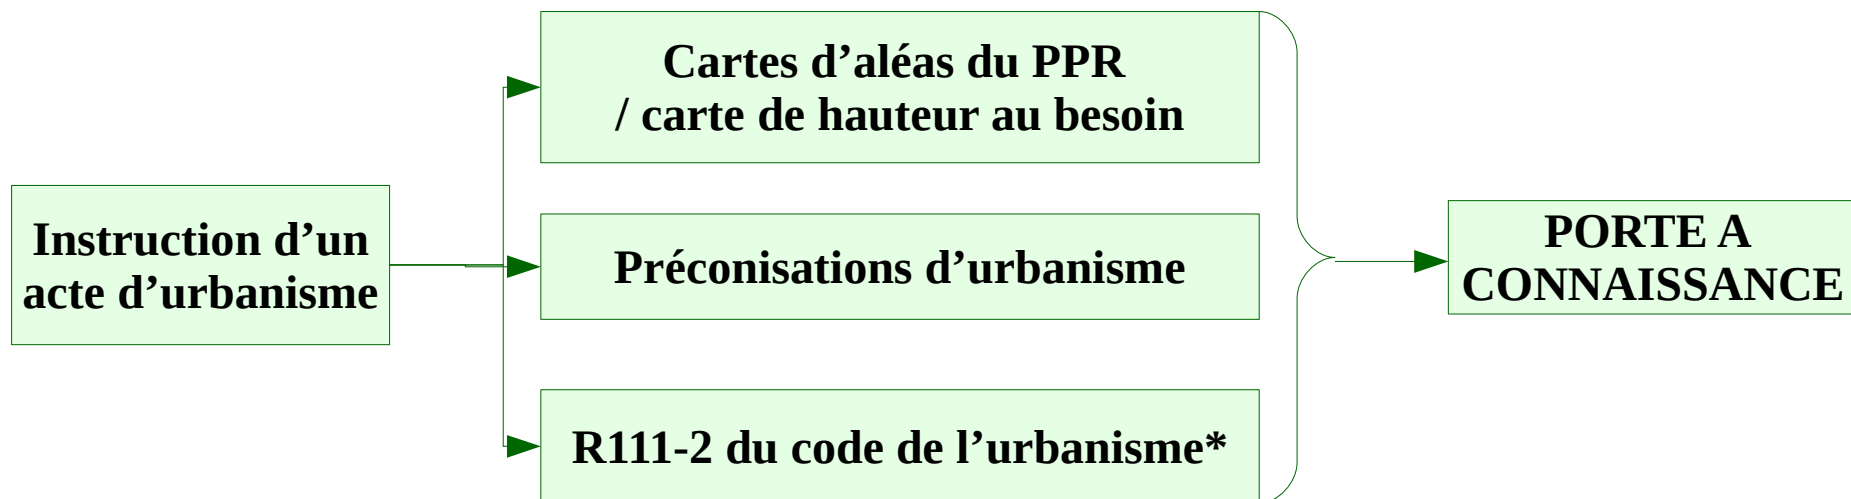 Cartes d’aléas du PPR
/ carte de hauteur au besoin
Instruction d’un
acte d’urbanisme
Préconisations d’urbanisme
PORTE A
CONNAISSANCE
R111-2 du code de l’urbanisme*